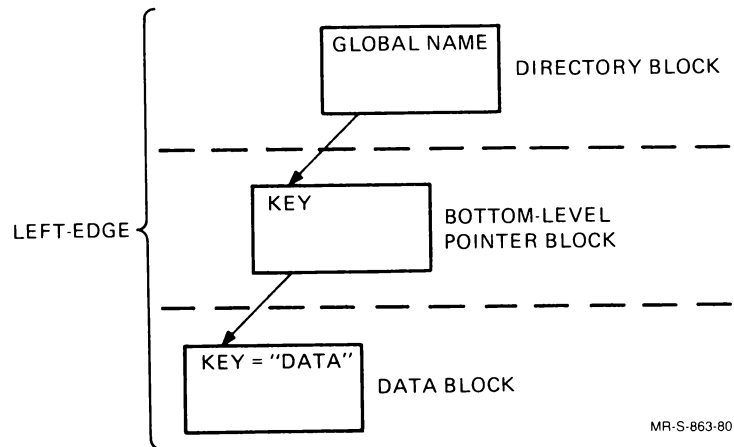 GLOBAL NAME
DIRECTORY BLOCK
KEY
BOTTOM-LEVEL
POINTER BLOCK
LEFT-EDGE
KEY = "DATA"
DATA BLOCK
MR-S-863-80